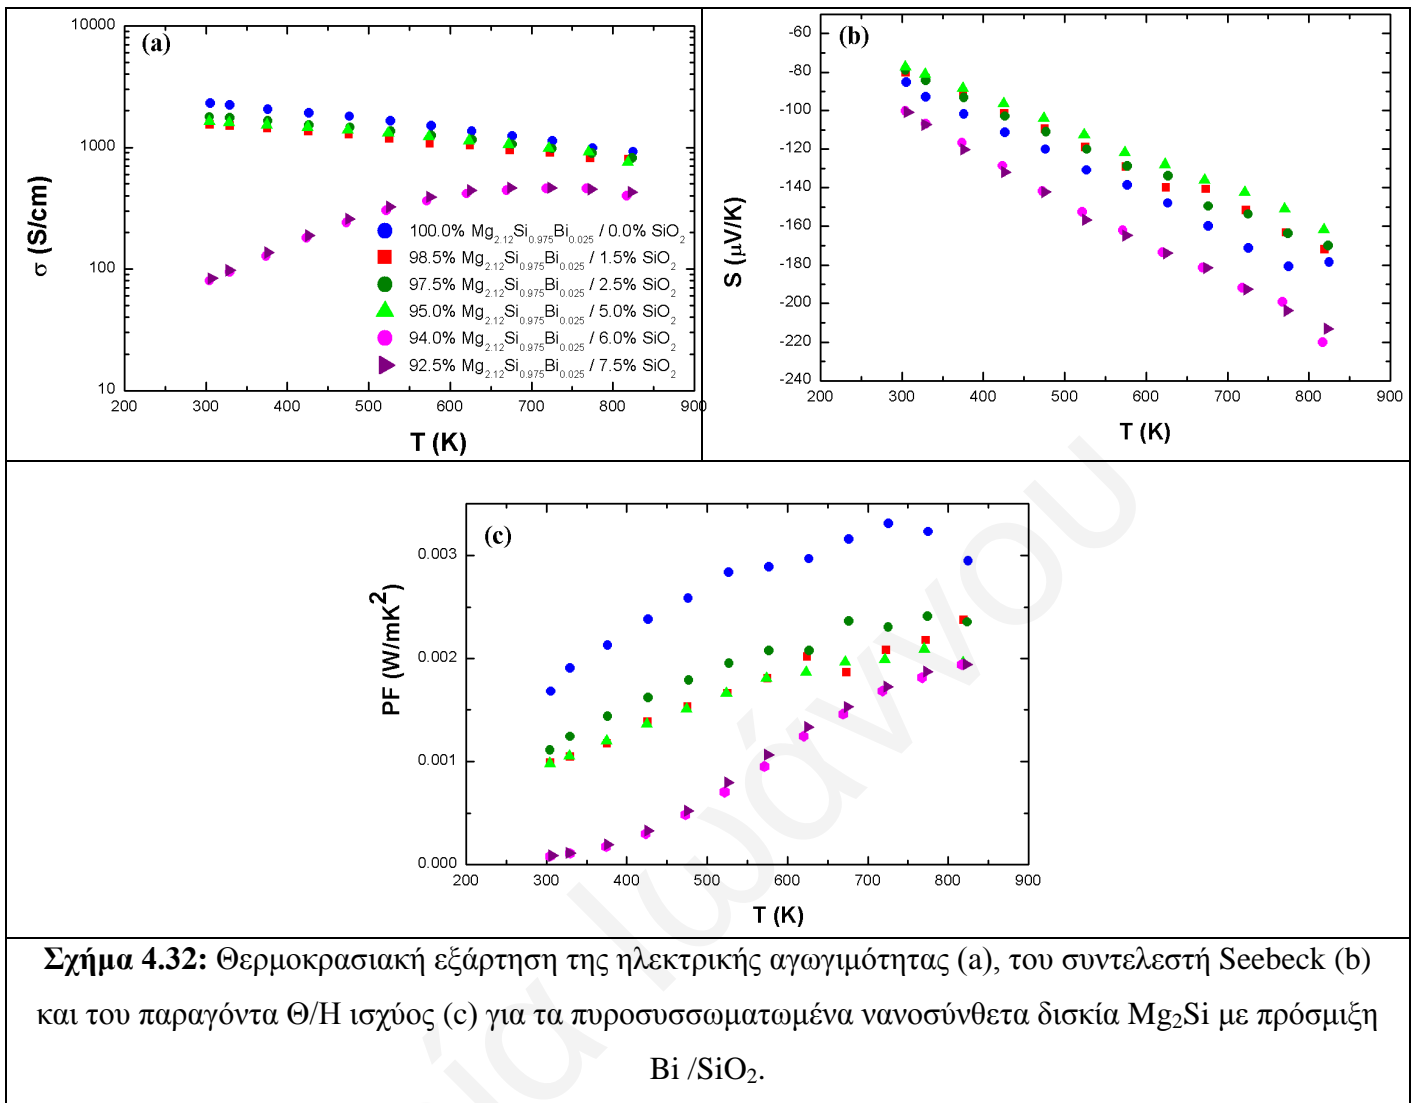 (a)
σ (S/cm)
10000
1000
100
10
100.0% Mg2.12Si0.975Bi0.025 / 0.0% SiO2
98.5% Mg2.12Si0.975Bi0.025 / 1.5% SiO2
97.5% Mg2.12Si0.975Bi0.025 / 2.5% SiO2
95.0% Mg2.12Si0.975Bi0.025 / 5.0% SiO2
94.0% Mg2.12Si0.975Bi0.025 / 6.0% SiO2
92.5% Mg2.12Si0.975Bi0.025 / 7.5% SiO2
200 300 400 500 600 700 800 900
T (K)
(b)
S (μV/K)
-60
-80
-100
-120
-140
-160
-180
-200
-220
-240
200 300 400 500 600 700 800 900
T (K)
(c)
PF (W/mK2)
0.003
0.002
0.001
0.000
200 300 400 500 600 700 800 900
T (K)
Σχήμα 4.32: Θερμοκρασιακή εξάρτηση της ηλεκτρικής αγωγιμότητας (a), του συντελεστή Seebeck (b)
και του παραγόντα Θ/Η ισχύος (c) για τα πυροσυσσωματωμένα νανοσύνθετα δισκία Mg2Si με πρόσμιξη
Bi /SiO2.
ία Ιωάννου